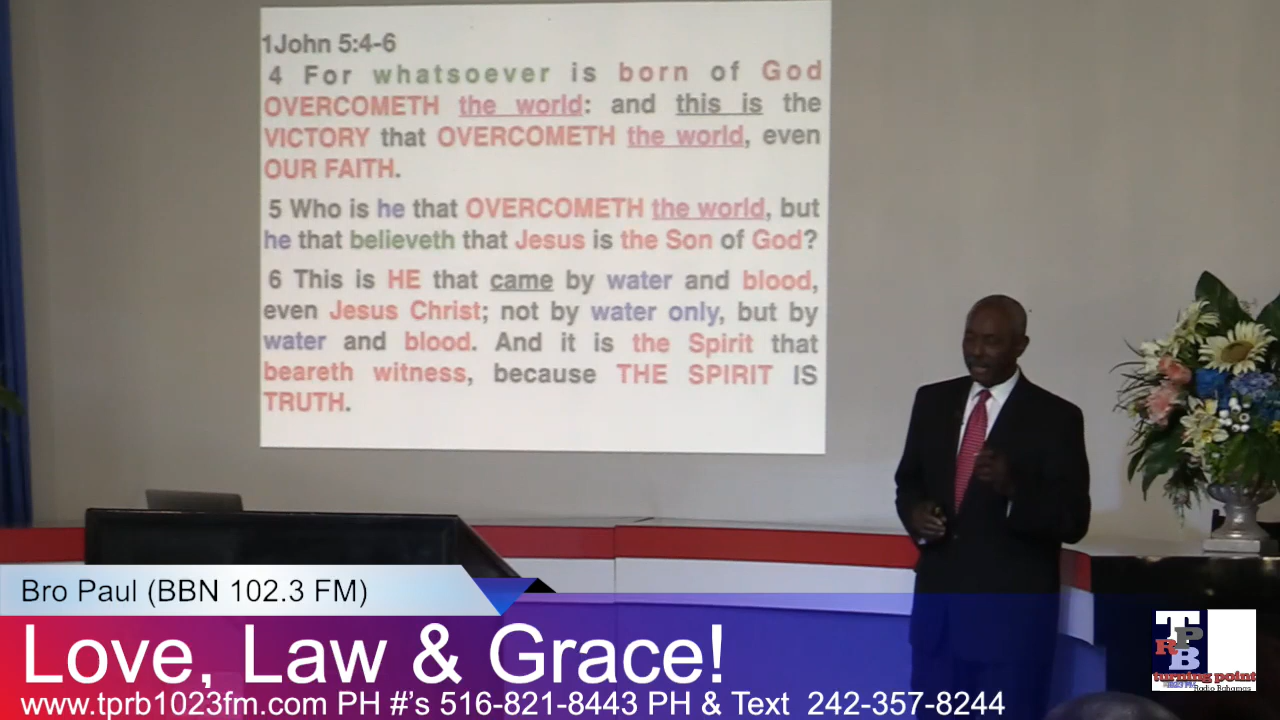 1John 5:4-6
4 For whatsoever is born of God
OVERCOMETH the world: and this is the
VICTORY that OVERCOMETH the world, even
OUR FAITH.
5 Who is he that OVERCOMETH the world, but
he that believeth that Jesus is the Son of God?
6 This is HE that came by water and blood,
even Jesus Christ; not by water only, but by
water and blood. And it is the Spirit that
beareth witness, because THE SPIRIT IS
TRUTH.
Bro Paul (BBN 102.3 FM)
Love, Law & Grace!
www.tprb1023fm.com PH #'s 516-821-8443 PH & Text 242-357-8244
TPRB
turning point
Radio Bahamas